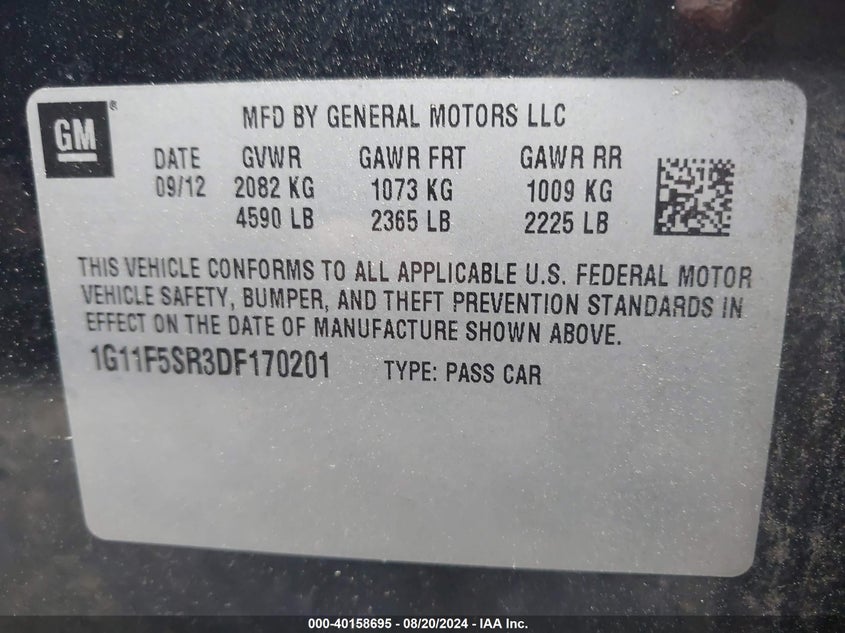 GM ®
MFD BY GENERAL MOTORS LLC
DATE GVWR GAWR FRT GAWR RR
09/12 2082 KG 1073 KG 1009 KG
4590 LB 2365 LB 2225 LB
THIS VEHICLE CONFORMS TO ALL APPLICABLE U.S. FEDERAL MOTOR
VEHICLE SAFETY, BUMPER, AND THEFT PREVENTION STANDARDS IN
EFFECT ON THE DATE OF MANUFACTURE SHOWN ABOVE.
1G11F5SR3DF170201 TYPE: PASS CAR
000-40158695 - 08/20/2024 - IAA Inc.